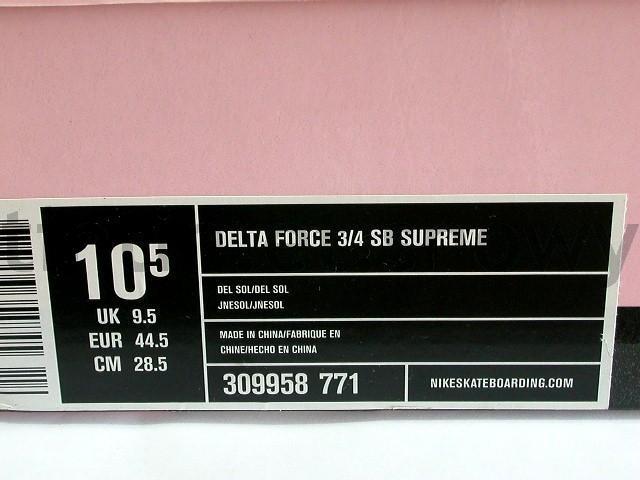 10⁵
UK 9.5
EUR 44.5
CM 28.5
DELTA FORCE 3/4 SB SUPREME
DEL SOL/DEL SOL
JNESOL/JNESOL
MADE IN CHINA/FABRIQUE EN
CHINE/HECHO EN CHINA
309958 771
NIKESKATEBOARDING.COM